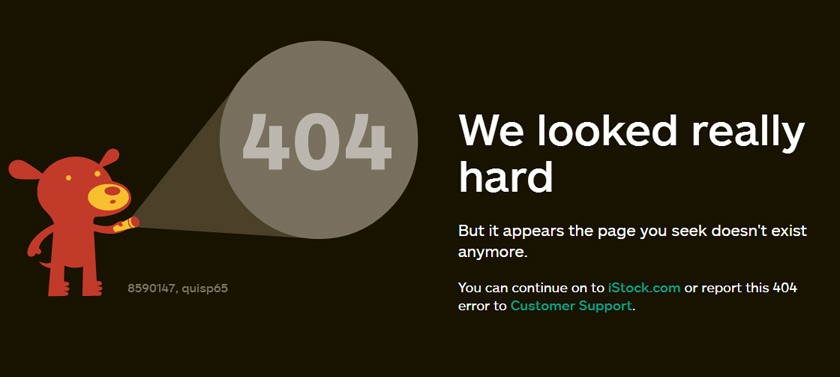 404
We looked really
hard
But it appears the page you seek doesn't exist
anymore.
8590147, quisp65
You can continue on to iStock.com or report this 404
error to Customer Support.